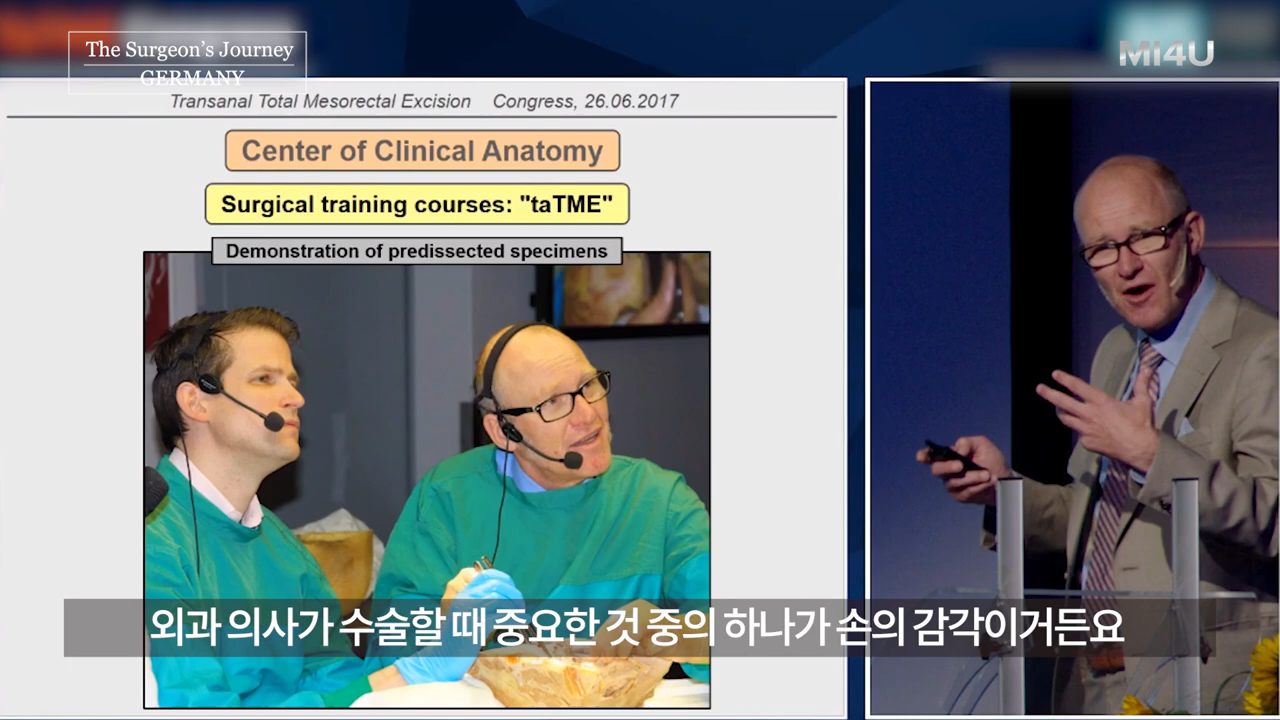 The Surgeon's Journey
GERMANY
MI4U
Transanal Total Mesorectal Excision Congress, 26.06.2017
Center of Clinical Anatomy
Surgical training courses: "taTME"
Demonstration of predissected specimens
외과 의사가 수술할 때 중요한 것 중의 하나가 손의 감각이거든요